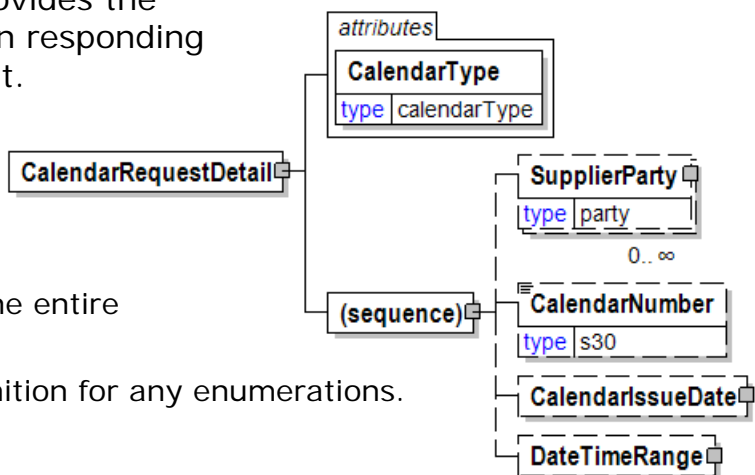 ovides the
n responding
t.
attributes
CalendarType
type calendarType
CalendarRequestDetail
SupplierParty
type party
0.. ∞
ne entire
(sequence)
CalendarNumber
type s30
nition for any enumerations.
CalendarIssueDate
DateTimeRange